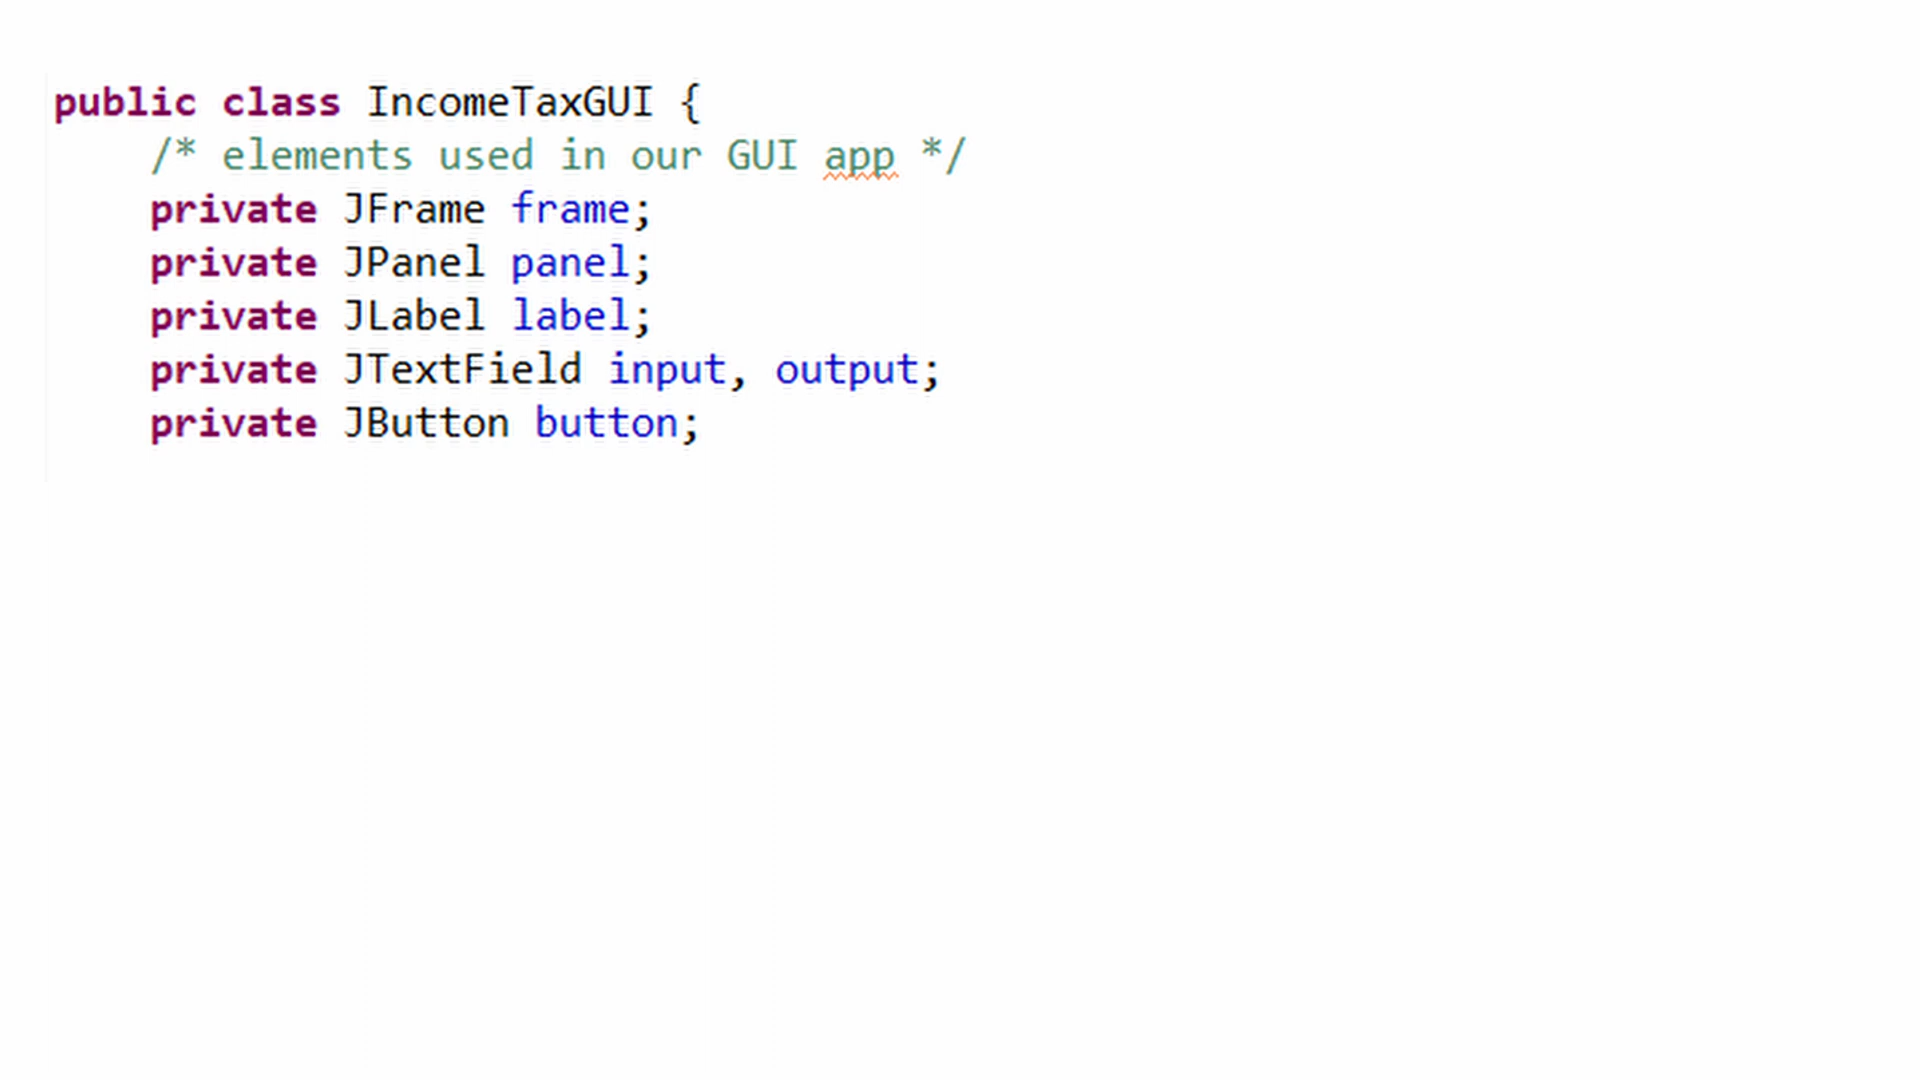 public class IncomeTaxGUI {
/* elements used in our GUI app */
private JFrame frame;
private JPanel panel;
private JLabel label;
private JTextField input, output;
private JButton button;